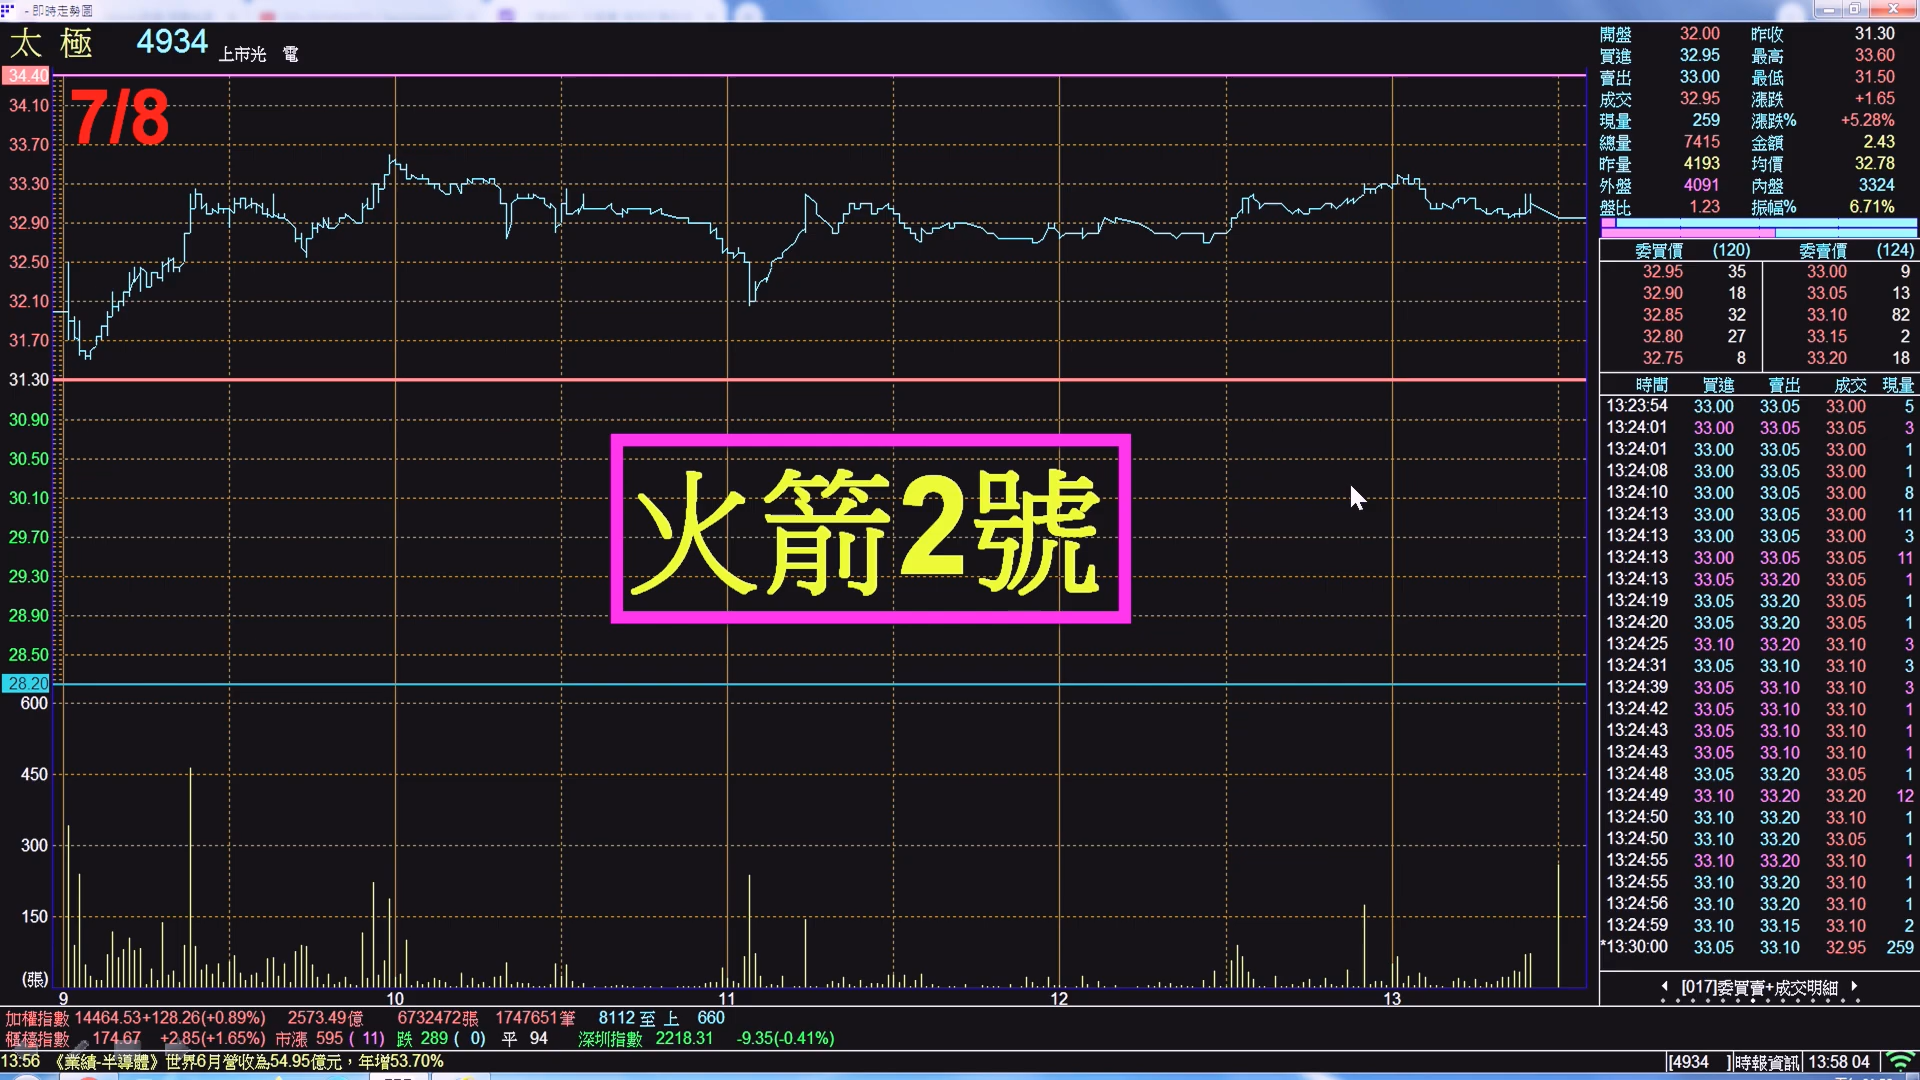 - 即時走勢圖
太 極 4934 上市光 電
34.40
7/8
34.10
33.70
33.30
32.90
32.50
32.10
31.70
31.30
30.90
30.50
30.10
29.70
29.30
28.90
28.50
28.20
600
450
300
150
(張)
9 10 11 12 13
火箭2號
開盤 32.00 昨收 31.30
買進 32.95 最高 33.60
賣出 33.00 最低 31.50
成交 32.95 漲跌 +1.65
現量 259 漲跌% +5.28%
總量 7415 金額 2.43
昨量 4193 均價 32.78
外盤 4091 內盤 3324
盤比 1.23 振幅% 6.71%
委買價 (120) 委賣價 (124)
32.95 35 33.00 9
32.90 18 33.05 13
32.85 32 33.10 82
32.80 27 33.15 2
32.75 8 33.20 18
時間 買進 賣出 成交 現量
13:23:54 33.00 33.05 33.00 5
13:24:01 33.00 33.05 33.05 3
13:24:01 33.00 33.05 33.00 1
13:24:08 33.00 33.05 33.00 1
13:24:10 33.00 33.05 33.00 8
13:24:13 33.00 33.05 33.00 11
13:24:13 33.00 33.05 33.00 3
13:24:13 33.00 33.05 33.05 11
13:24:13 33.05 33.20 33.05 1
13:24:19 33.05 33.20 33.05 1
13:24:20 33.05 33.20 33.05 1
13:24:25 33.10 33.20 33.10 3
13:24:31 33.05 33.10 33.10 3
13:24:39 33.05 33.10 33.10 3
13:24:42 33.05 33.10 33.10 1
13:24:43 33.05 33.10 33.10 1
13:24:43 33.05 33.10 33.10 1
13:24:48 33.05 33.20 33.05 1
13:24:49 33.10 33.20 33.20 12
13:24:50 33.10 33.20 33.10 1
13:24:50 33.10 33.20 33.05 1
13:24:55 33.10 33.20 33.10 1
13:24:55 33.10 33.20 33.10 1
13:24:56 33.10 33.20 33.10 1
13:24:59 33.10 33.15 33.10 2
*13:30:00 33.05 33.10 32.95 259
[017]委買賣+成交明細
加權指數 14464.53+128.26(+0.89%) 2573.49億 6732472張 1747651筆 8112 至 上 660
櫃檯指數 174.67 +2.85(+1.65%) 市漲 595 ( 11) 跌 289 ( 0) 平 94 深圳指數 2218.31 -9.35(-0.41%)
13:56 《業績-半導體》世界6月營收為54.95億元，年增53.70%
[4934 ]時報資訊 13:58 04